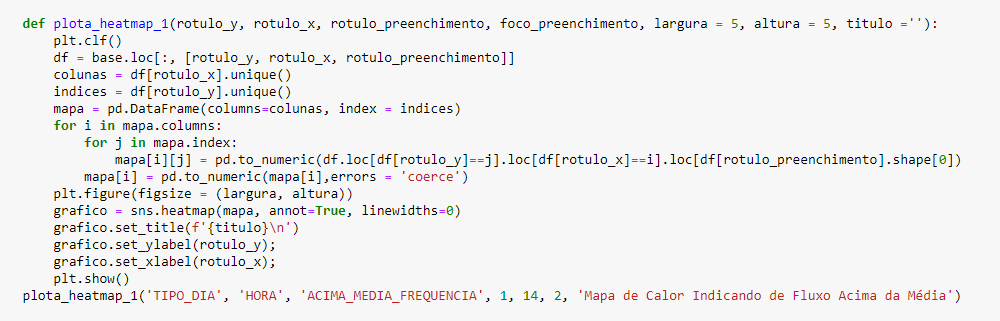 def plota_heatmap_1(rotulo_y, rotulo_x, rotulo_preenchimento, foco_preenchimento, largura = 5, altura = 5, titulo =''):
    plt.clf()
    df = base.loc[:, [rotulo_y, rotulo_x, rotulo_preenchimento]]
    colunas = df[rotulo_x].unique()
    indices = df[rotulo_y].unique()
    mapa = pd.DataFrame(columns=colunas, index = indices)
    for i in mapa.columns:
        for j in mapa.index:
            mapa[i][j] = pd.to_numeric(df.loc[df[rotulo_y]==j].loc[df[rotulo_x]==i].loc[df[rotulo_preenchimento].shape[0])
        mapa[i] = pd.to_numeric(mapa[i],errors = 'coerce')
    plt.figure(figsize = (largura, altura))
    grafico = sns.heatmap(mapa, annot=True, linewidths=0)
    grafico.set_title(f'{titulo}\n')
    grafico.set_ylabel(rotulo_y);
    grafico.set_xlabel(rotulo_x);
    plt.show()
plota_heatmap_1('TIPO_DIA', 'HORA', 'ACIMA_MEDIA_FREQUENCIA', 1, 14, 2, 'Mapa de Calor Indicando de Fluxo Acima da Média')